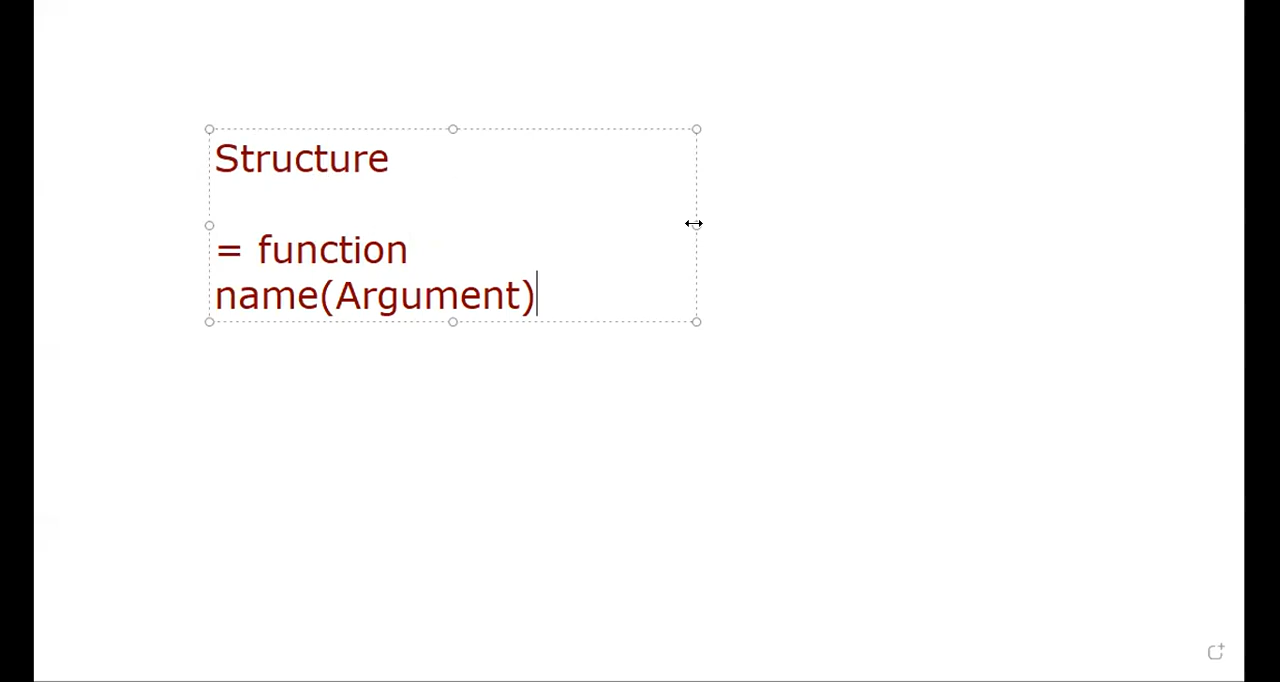 Structure
= function
name(Argument)